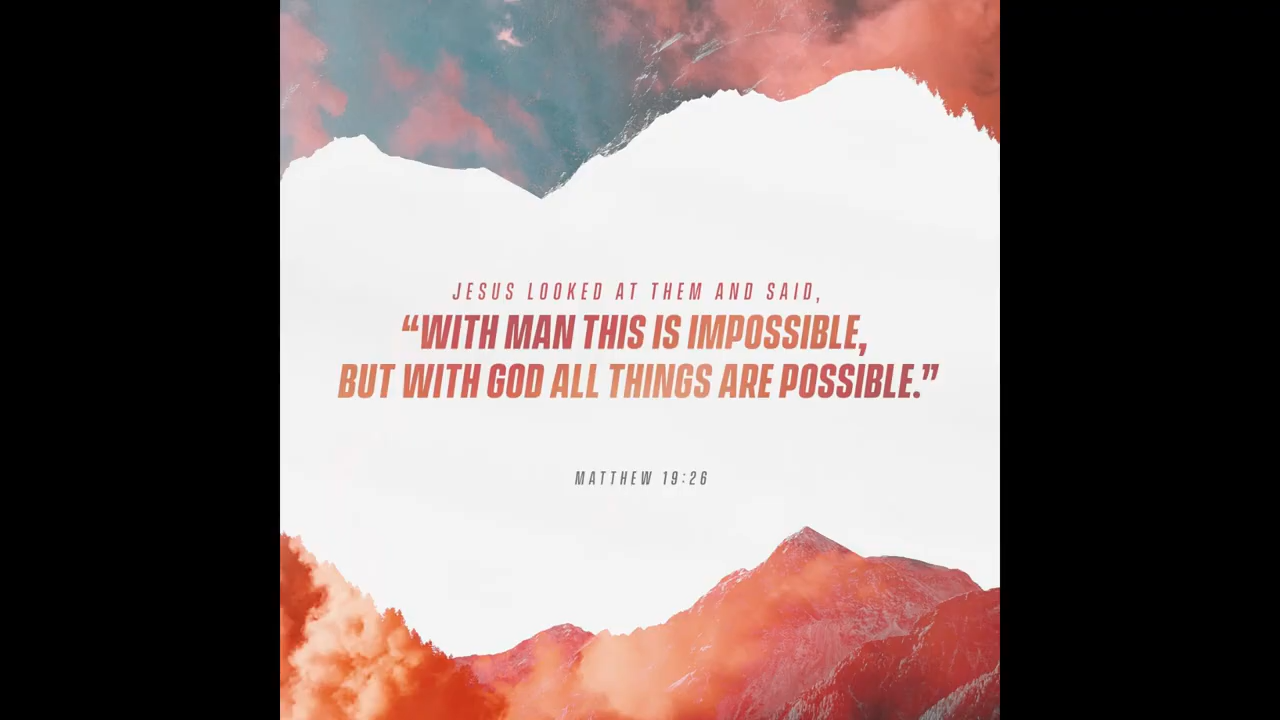 JESUS LOOKED AT THEM AND SAID,
“WITH MAN THIS IS IMPOSSIBLE,
BUT WITH GOD ALL THINGS ARE POSSIBLE.”
MATTHEW 19:26